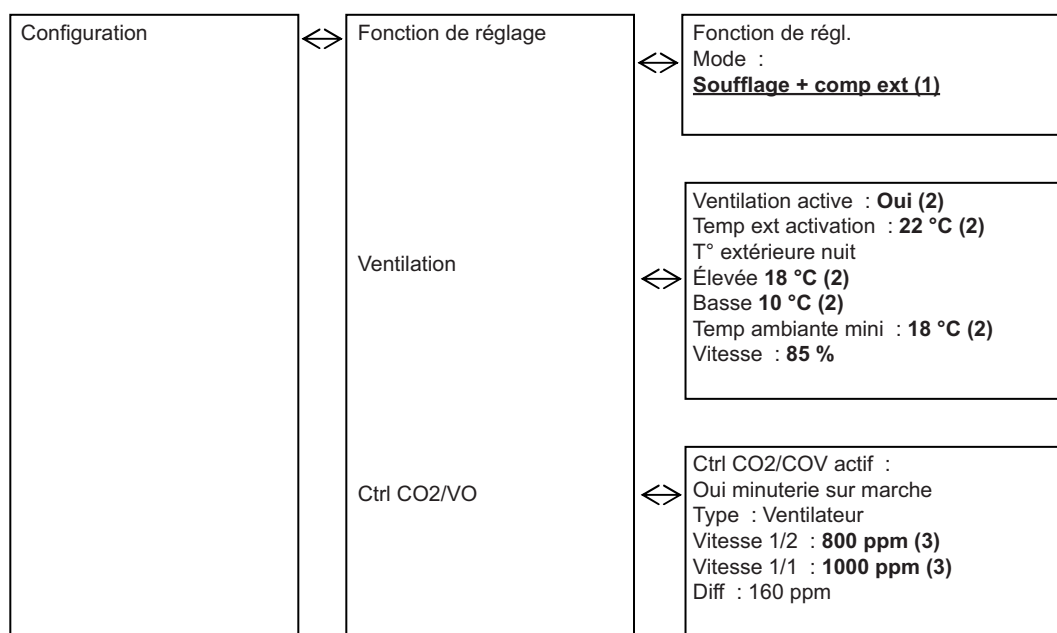 Configuration
Fonction de réglage
Fonction de régl.
Mode :
Soufflage + comp ext (1)
Ventilation
Ventilation active : Oui (2)
Temp ext activation : 22 °C (2)
T° extérieure nuit
Élevée 18 °C (2)
Basse 10 °C (2)
Temp ambiante mini : 18 °C (2)
Vitesse : 85 %
Ctrl CO2/VO
Ctrl CO2/COV actif :
Oui minuterie sur marche
Type : Ventilateur
Vitesse 1/2 : 800 ppm (3)
Vitesse 1/1 : 1000 ppm (3)
Diff : 160 ppm